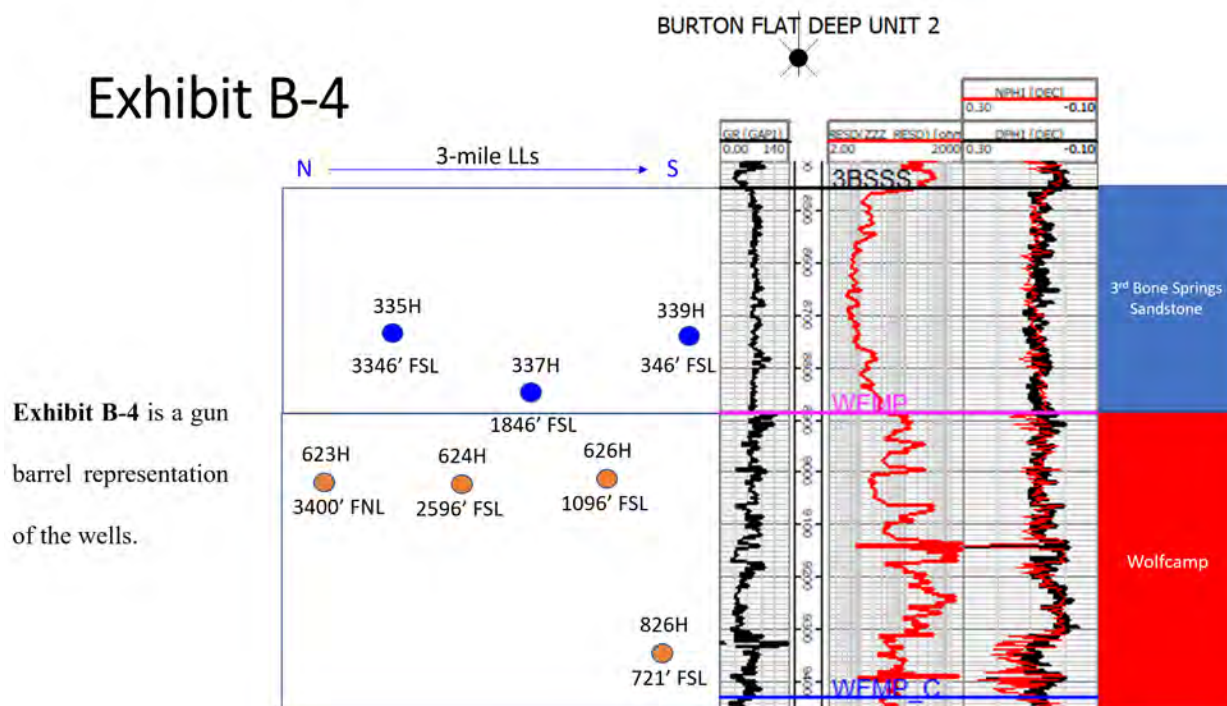 BURTON FLAT DEEP UNIT 2
Exhibit B-4
N 3-mile LLs S
NPHI (DEC)
0.30 -0.10
GR (GAPI)
0.00 140
RESD(ZZZ_RESD) (ohm
2.00 2000
DPHI (DEC)
0.30 -0.10
3BSSS
335H
3346’ FSL
339H
346’ FSL
337H
1846’ FSL
3rd Bone Springs
Sandstone
WFMP
Exhibit B-4 is a gun
barrel representation
of the wells.
623H
3400’ FNL
624H
2596’ FSL
626H
1096’ FSL
Wolfcamp
826H
721’ FSL
WFMP_C